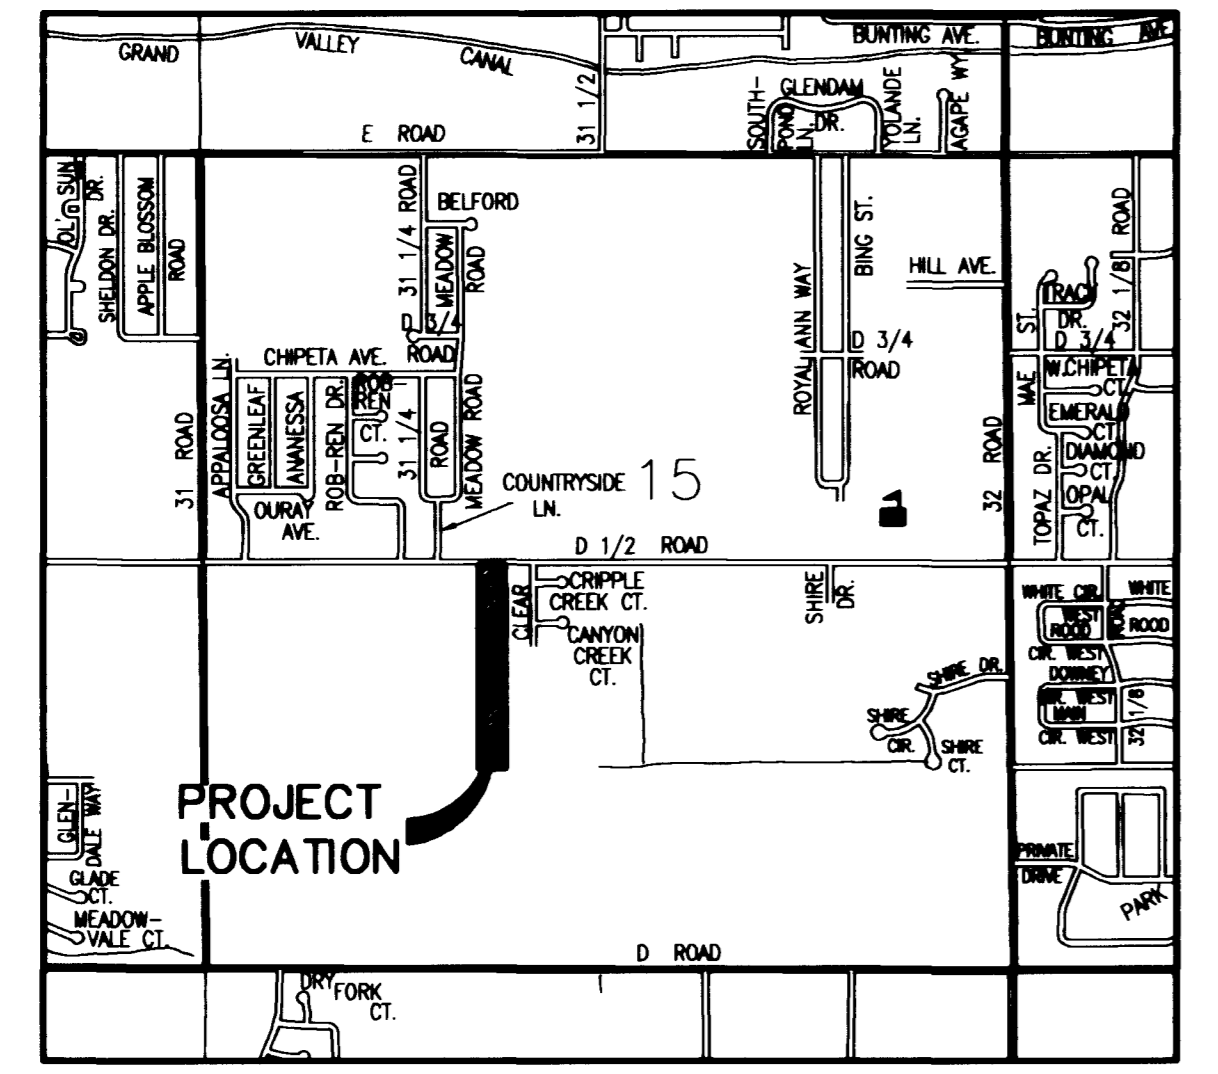 GRAND
VALLEY
CANAL
31 1/2
BUNTING AVE.
BUNTING AVE.
E ROAD
SOUTH-
POND
LN.
GLENDAM
DR.
YOLANDE
LN.
AGAPE WY.
OL' SUN
DR.
SHELDON DR.
APPLE BLOSSOM
ROAD
31 1/4 ROAD
BELFORD
MEADOW
ROAD
D 3/4
ROAD
BING ST.
ROYAL ANN WAY
HILL AVE.
D 3/4
ROAD
32 1/8 ROAD
TRACY
DR.
D 3/4
MAE ST.
W.CHIPETA
CT.
EMERALD
CT.
DIAMOND
CT.
OPAL
CT.
TOPAZ DR.
CHIPETA AVE.
31 ROAD
APPALOOSA LN.
GREENLEAF
ANANESSA
ROB-REN DR.
ROB-
REN
CT.
31 1/4
ROAD
MEADOW ROAD
OURAY
AVE.
COUNTRYSIDE
LN.
15
32 ROAD
D 1/2 ROAD
CLEAR
CRIPPLE
CREEK CT.
CANYON
CREEK
CT.
SHIRE
DR.
SHIRE DR.
SHIRE
CIR.
SHIRE
CT.
WHITE CIR.
WHITE
WEST
ROOD
ROAD
ROOD
CIR. WEST
DOWNEY
CIR. WEST
MAIN
CIR. WEST
32 1/8
PROJECT
LOCATION
GLEN-
DALE WAY
GLADE
CT.
MEADOW-
VALE CT.
PRIVATE
DRIVE
PARK
D ROAD
DRY
FORK
CT.